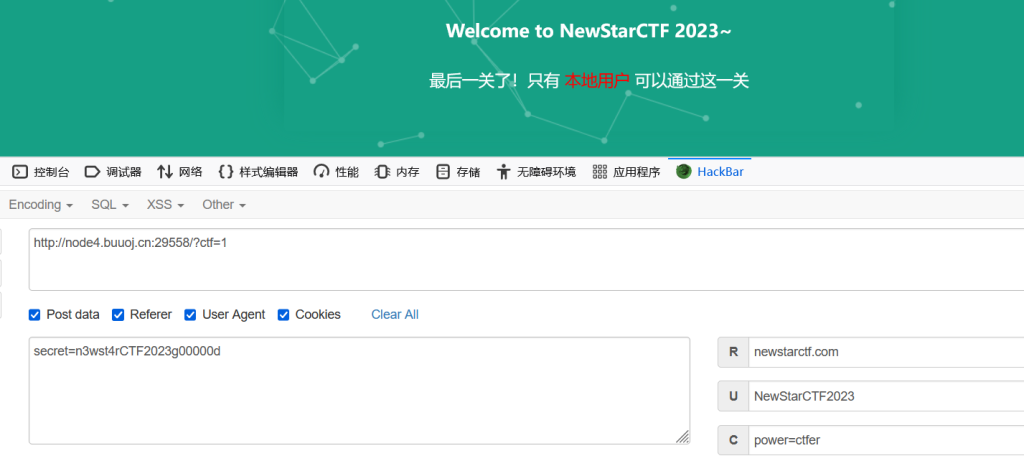 Welcome to NewStarCTF 2023~
最后一关了！只有 本地用户 可以通过这一关
控制台 调试器 网络 样式编辑器 性能 内存 存储 无障碍环境 应用程序 HackBar
Encoding SQL XSS Other
http://node4.buuoj.cn:29558/?ctf=1
Post data Referer User Agent Cookies Clear All
secret=n3wst4rCTF2023g00000d
R newstarctf.com
U NewStarCTF2023
C power=ctfer